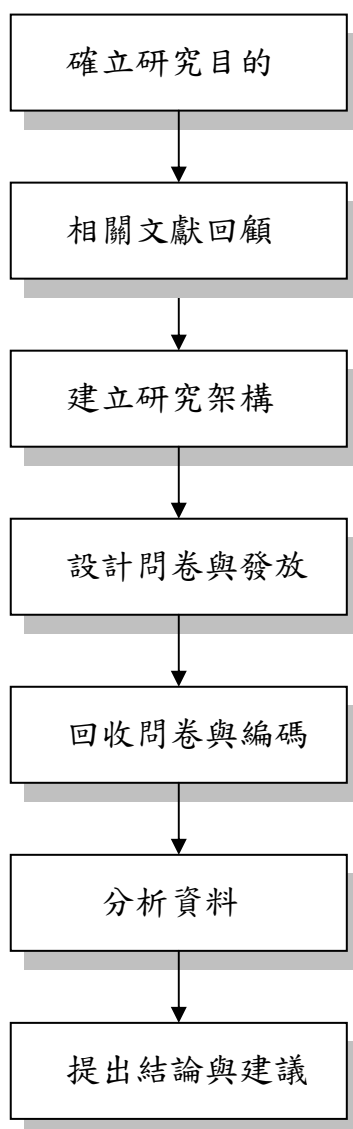 確立研究目的
相關文獻回顧
建立研究架構
設計問卷與發放
回收問卷與編碼
分析資料
提出結論與建議